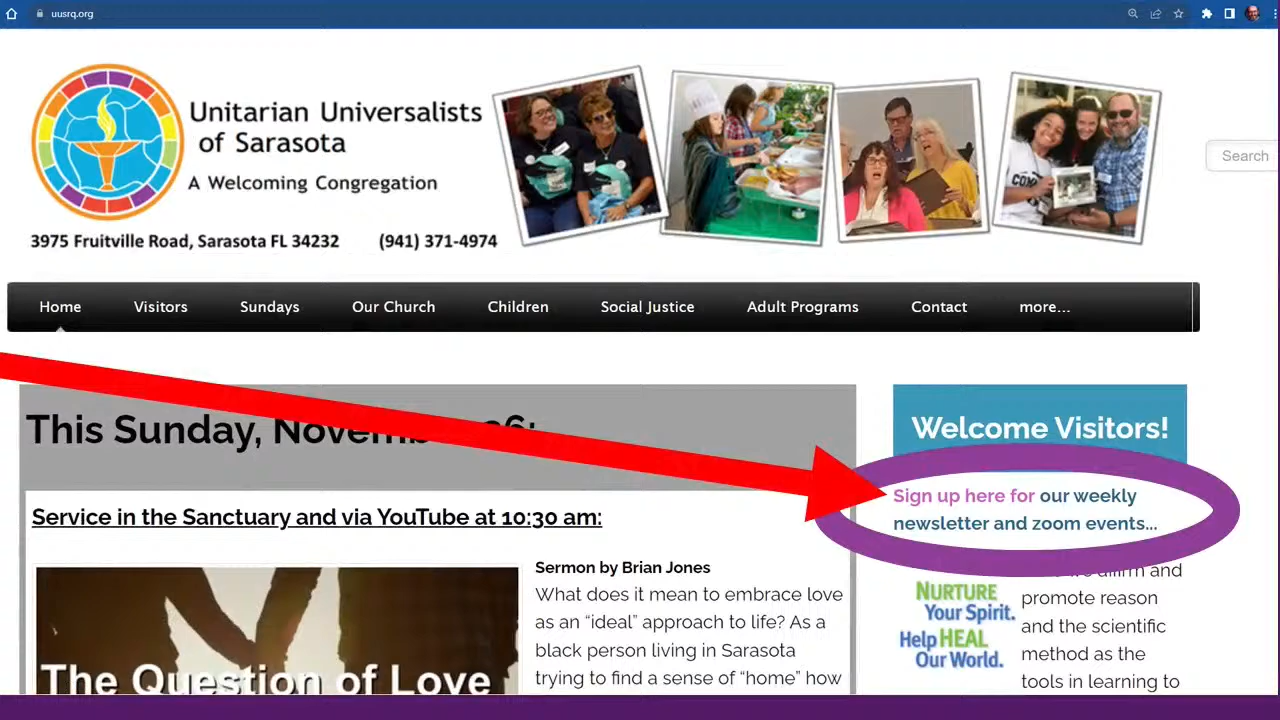 uusrq.org
Unitarian Universalists
of Sarasota
A Welcoming Congregation
3975 Fruitville Road, Sarasota FL 34232 (941) 371-4974
Search
Home Visitors Sundays Our Church Children Social Justice Adult Programs Contact more...
This Sunday,
Service in the Sanctuary and via YouTube at 10:30 am:
The Question of Love
Sermon by Brian Jones
What does it mean to embrace love
as an “ideal” approach to life? As a
black person living in Sarasota
trying to find a sense of “home” how
Welcome Visitors!
Sign up here for our weekly
newsletter and zoom events...
and
NURTURE
Your Spirit.
Help HEAL
Our World.
promote reason
and the scientific
method as the
tools in learning to